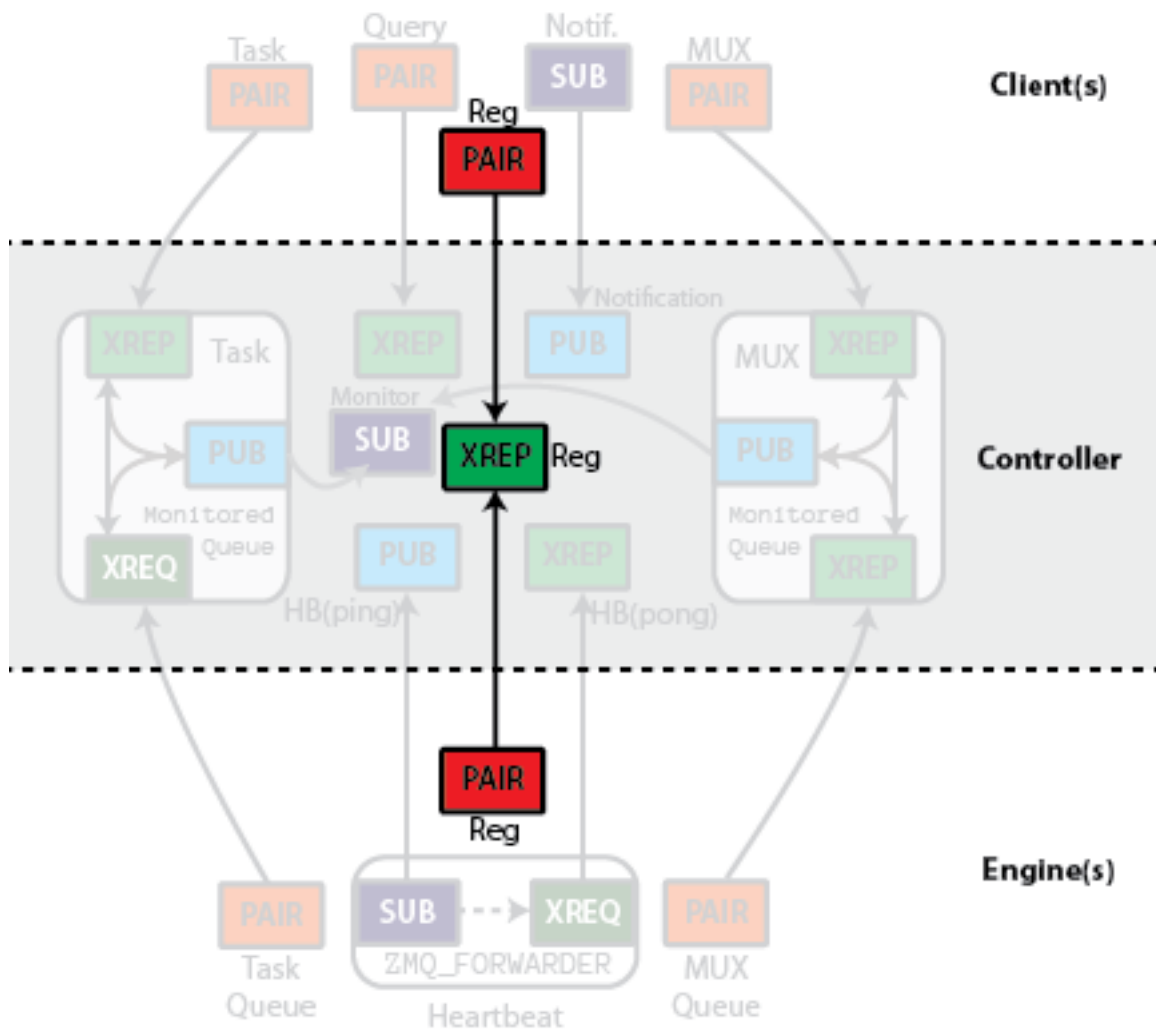 Query
Notif.
Task
MUX
PAIR
SUB
PAIR
PAIR
Client(s)
Reg
PAIR
Notification
XREP
Task
XREP
PUB
MUX
XREP
Monitor
PUB
SUB
XREP
Reg
PUB
Controller
Monitored
Queue
Monitored
Queue
XREQ
PUB
XREP
XREP
HB(ping)
HB(pong)
PAIR
Reg
Engine(s)
PAIR
SUB
XREQ
PAIR
ZMQ_FORWARDER
Task
Queue
MUX
Queue
Heartbeat